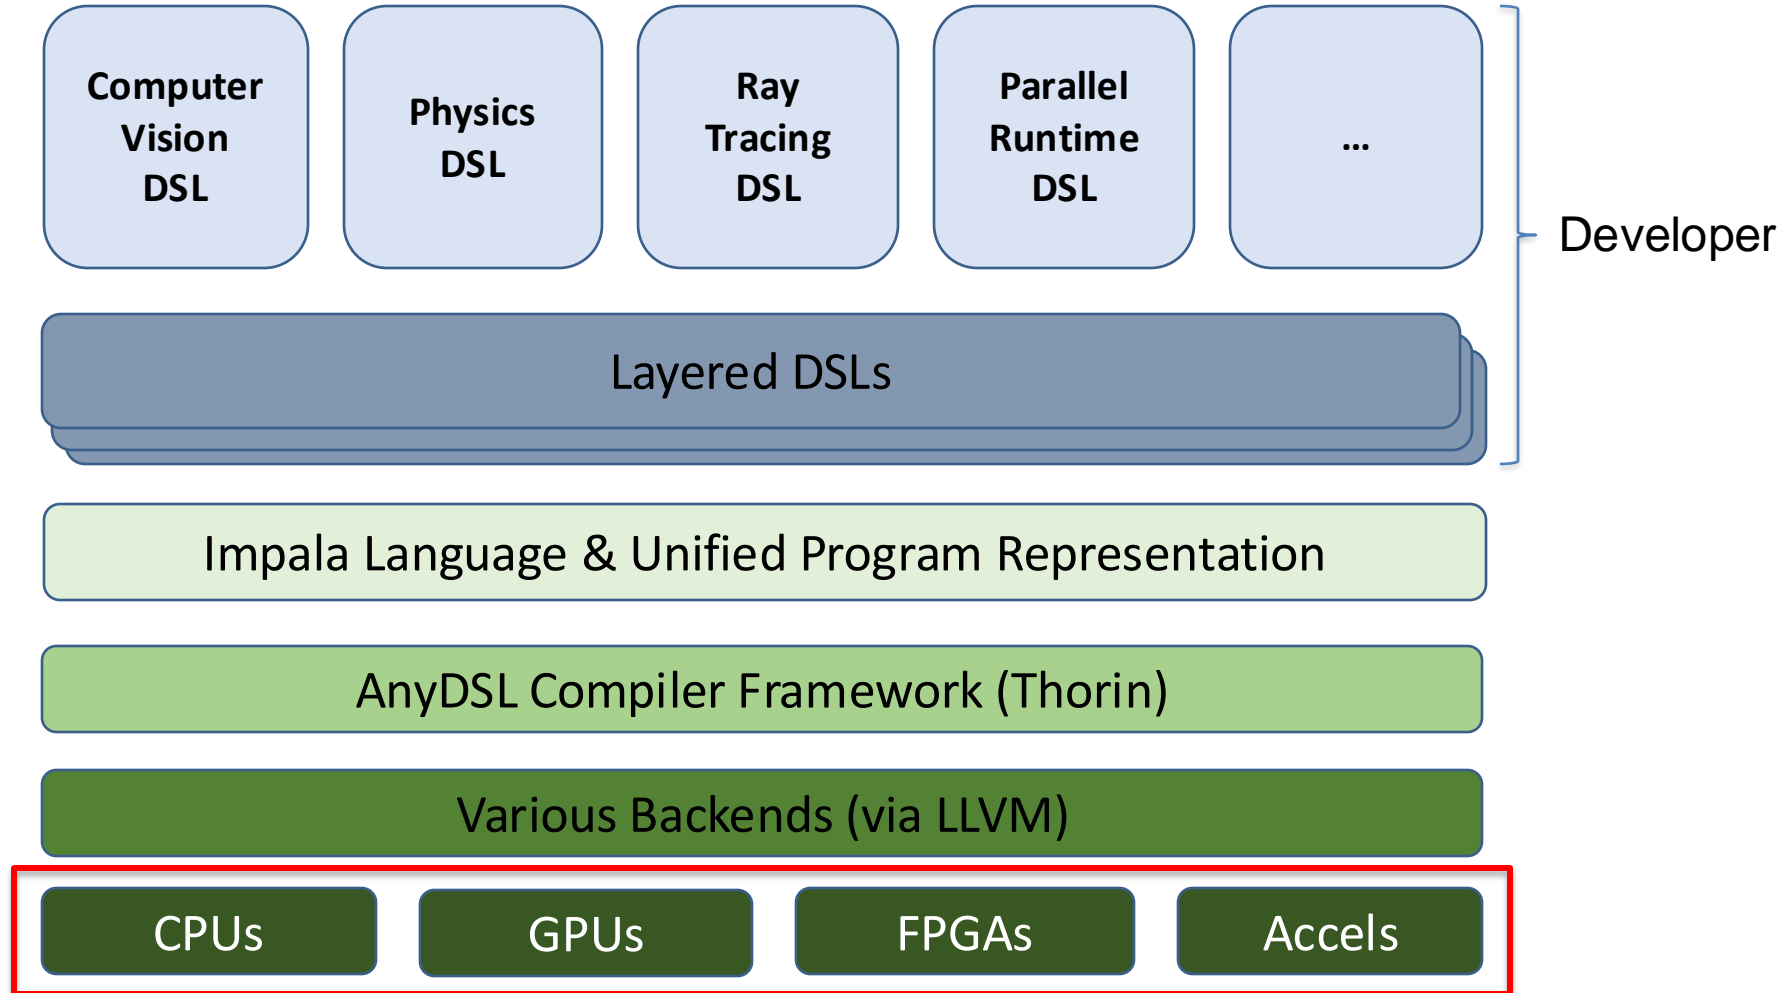 Computer
Vision
DSL
Physics
DSL
Ray
Tracing
DSL
Parallel
Runtime
DSL
...
Developer
Layered DSLs
Impala Language & Unified Program Representation
AnyDSL Compiler Framework (Thorin)
Various Backends (via LLVM)
CPUs
GPUs
FPGAs
Accels